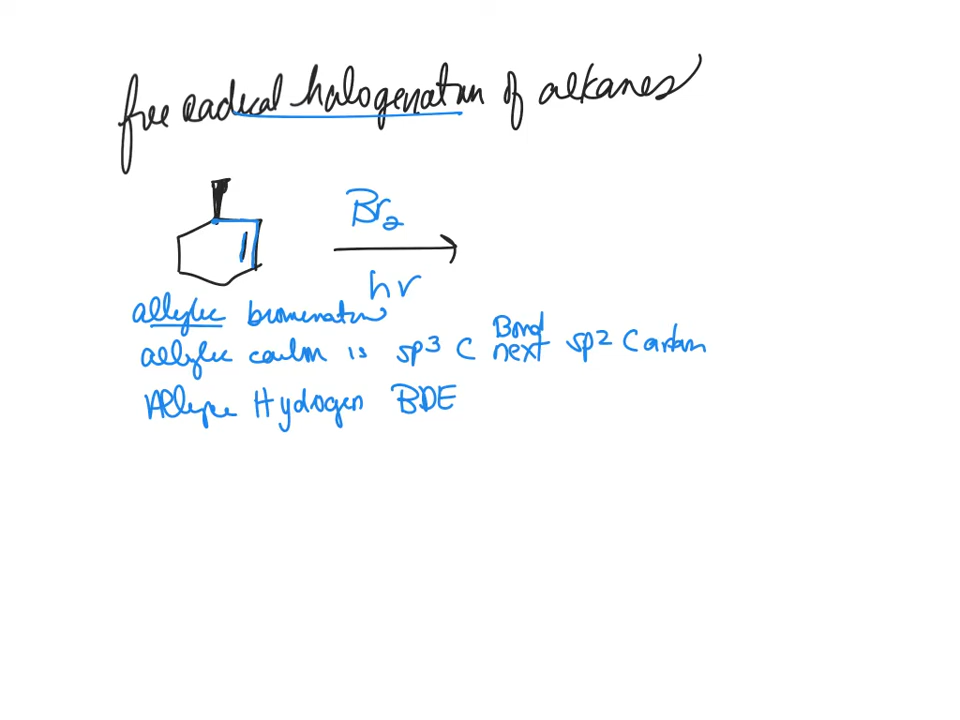 free radical halogenation of alkanes
Br2
hν
allylic bromination
allylic carbon is sp3 C Bond next sp2 Carbon
Allylic Hydrogen BDE